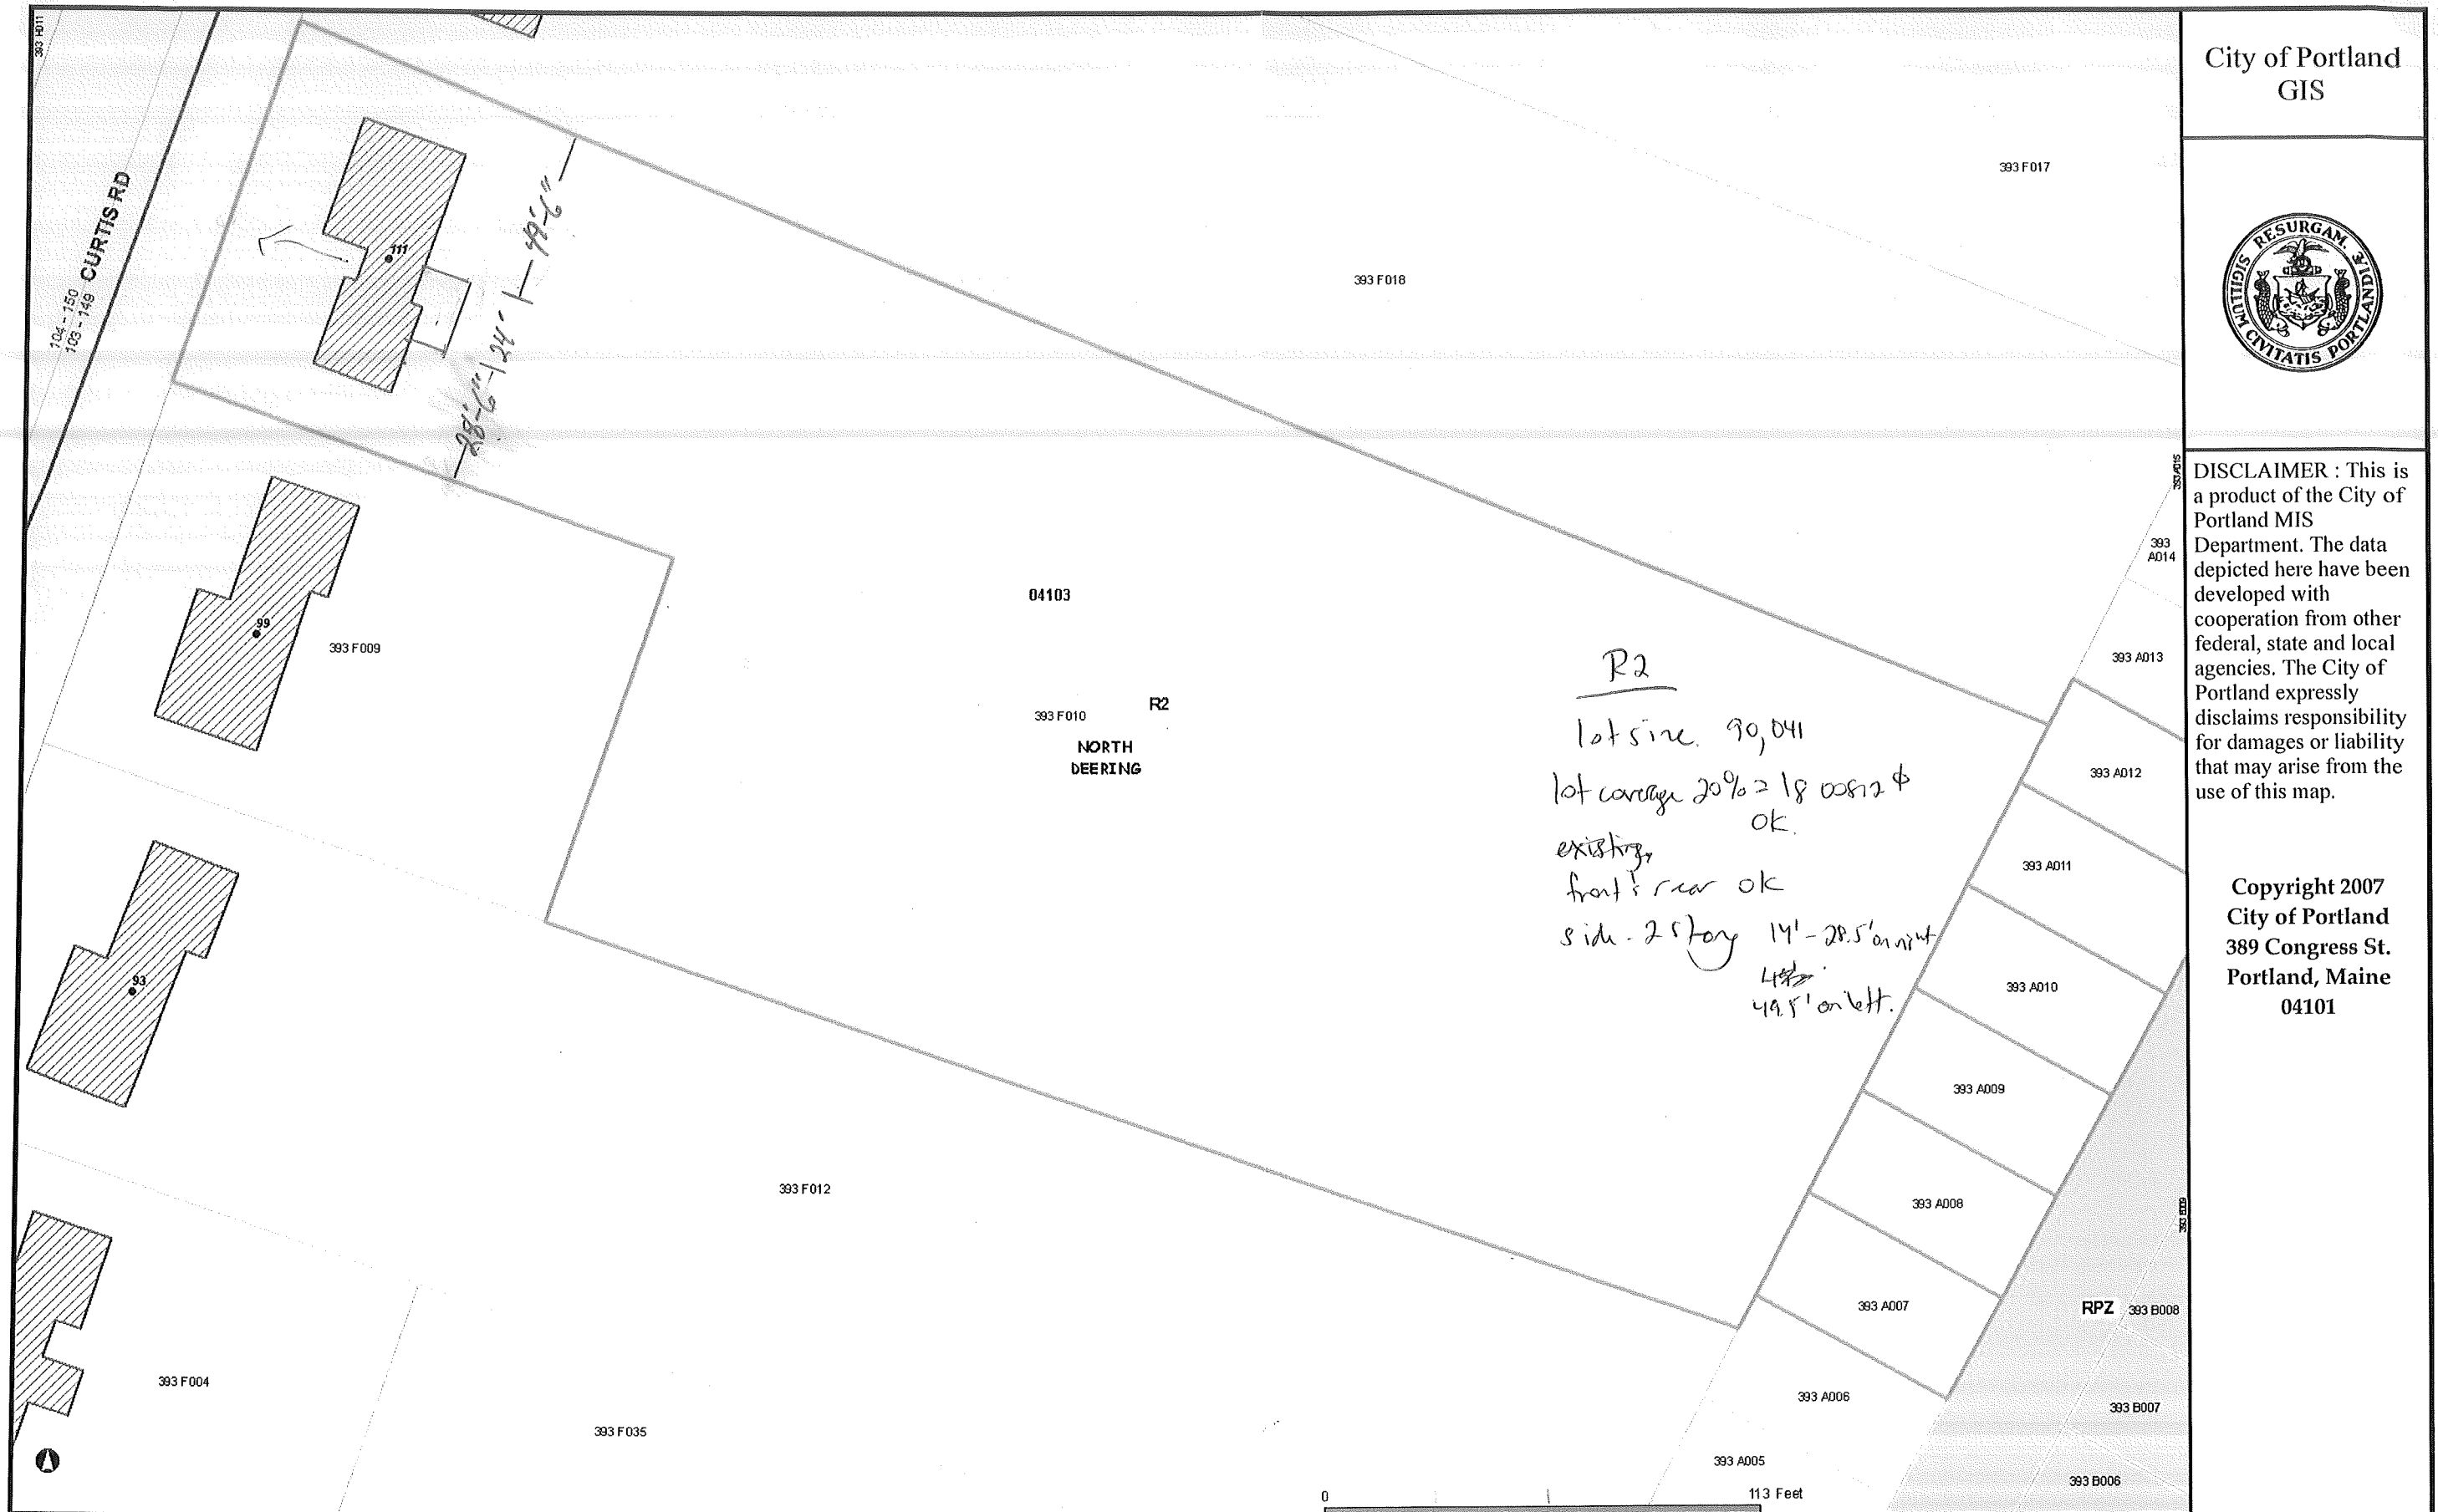 393 H011
104 - 150
103 - 149
CURTIS RD
111
28'-6"
24'
49'-6"
393 F017
393 F018
99
393 F009
04103
393 F010
R2
NORTH
DEERING
93
393 F012
393 F004
393 F035
R2
lot size. 90,041
lot coverage 20% =
OK.
existing,
front & rear OK
side - 2 story 14' - 28.5' on right
49.5' on left.
393 A015
393
A014
393 A013
393 A012
393 A011
393 A010
393 A009
393 A008
393 A007
393 A006
393 A005
393 B009
RPZ
393 B008
393 B007
393 B006
0
113 Feet
City of Portland
GIS
RESURGAM.
SIGILLUM CIVITATIS PORTLANDIÆ
DISCLAIMER : This is
a product of the City of
Portland MIS
Department. The data
depicted here have been
developed with
cooperation from other
federal, state and local
agencies. The City of
Portland expressly
disclaims responsibility
for damages or liability
that may arise from the
use of this map.
Copyright 2007
City of Portland
389 Congress St.
Portland, Maine
04101